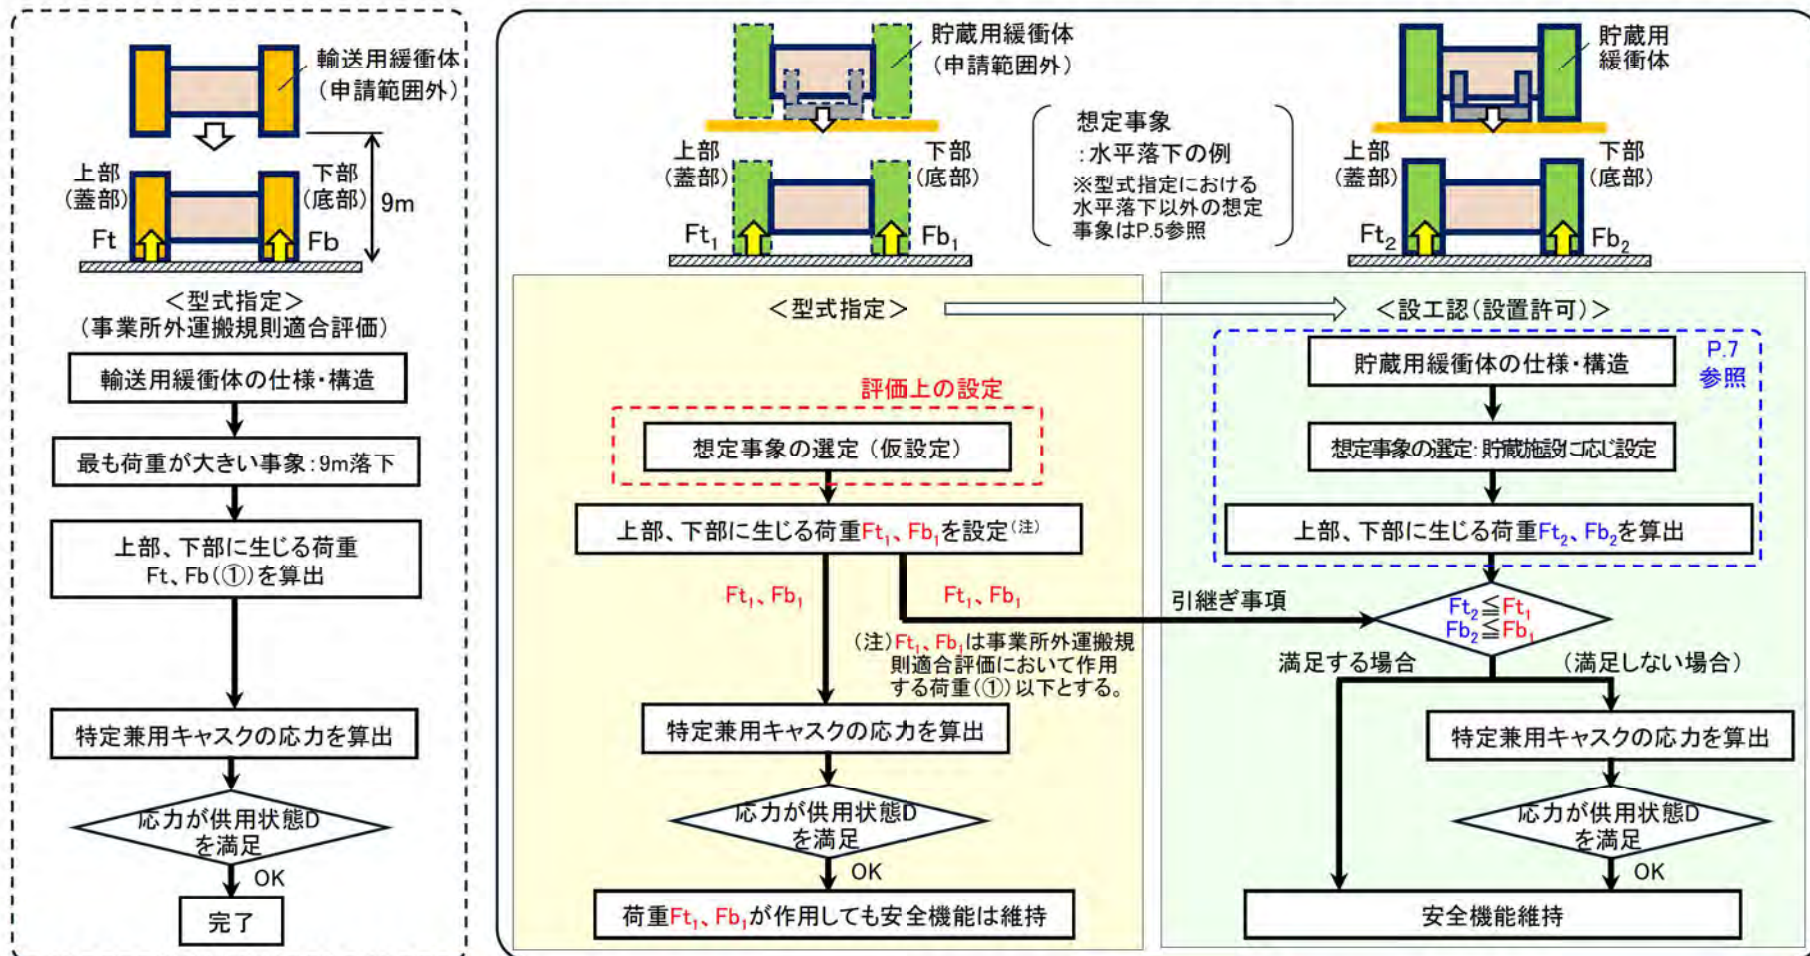 輸送用緩衝体
(申請範囲外)
上部
(蓋部)
下部
(底部)
9m
Ft
Fb
＜型式指定＞
(事業所外運搬規則適合評価)
輸送用緩衝体の仕様・構造
最も荷重が大きい事象:9m落下
上部、下部に生じる荷重
Ft、Fb(①)を算出
特定兼用キャスクの応力を算出
応力が供用状態D
を満足
OK
完了
貯蔵用緩衝体
(申請範囲外)
上部
(蓋部)
下部
(底部)
Ft₁
Fb₁
想定事象
:水平落下の例
※型式指定における
水平落下以外の想定
事象はP.5参照
貯蔵用
緩衝体
上部
(蓋部)
下部
(底部)
Ft₂
Fb₂
＜型式指定＞
評価上の設定
想定事象の選定(仮設定)
上部、下部に生じる荷重Ft₁、Fb₁を設定(注)
Ft₁、Fb₁
Ft₁、Fb₁
引継ぎ事項
(注)Ft₁、Fb₁は事業所外運搬規
則適合評価において作用
する荷重(①)以下とする。
特定兼用キャスクの応力を算出
応力が供用状態D
を満足
OK
荷重Ft₁、Fb₁が作用しても安全機能は維持
＜設工認(設置許可)＞
P.7
参照
貯蔵用緩衝体の仕様・構造
想定事象の選定:貯蔵施設に応じ設定
上部、下部に生じる荷重Ft₂、Fb₂を算出
Ft₂≦Ft₁
Fb₂≦Fb₁
満足する場合
(満足しない場合)
特定兼用キャスクの応力を算出
応力が供用状態D
を満足
OK
安全機能維持